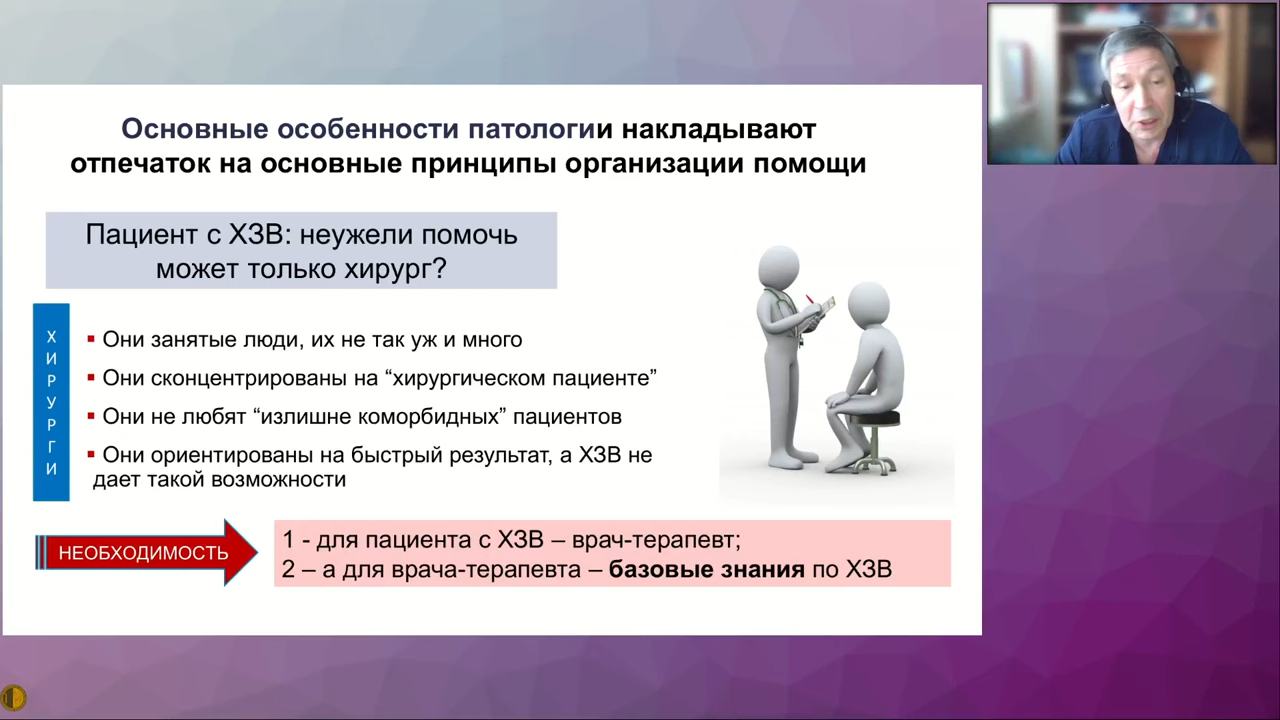 Основные особенности патологии накладывают
отпечаток на основные принципы организации помощи
Пациент с ХЗВ: неужели помочь
может только хирург?
ХИРУРГИ
▪ Они занятые люди, их не так уж и много
▪ Они сконцентрированы на “хирургическом пациенте”
▪ Они не любят “излишне коморбидных” пациентов
▪ Они ориентированы на быстрый результат, а ХЗВ не
дает такой возможности
НЕОБХОДИМОСТЬ
1 - для пациента с ХЗВ – врач-терапевт;
2 – а для врача-терапевта – базовые знания по ХЗВ